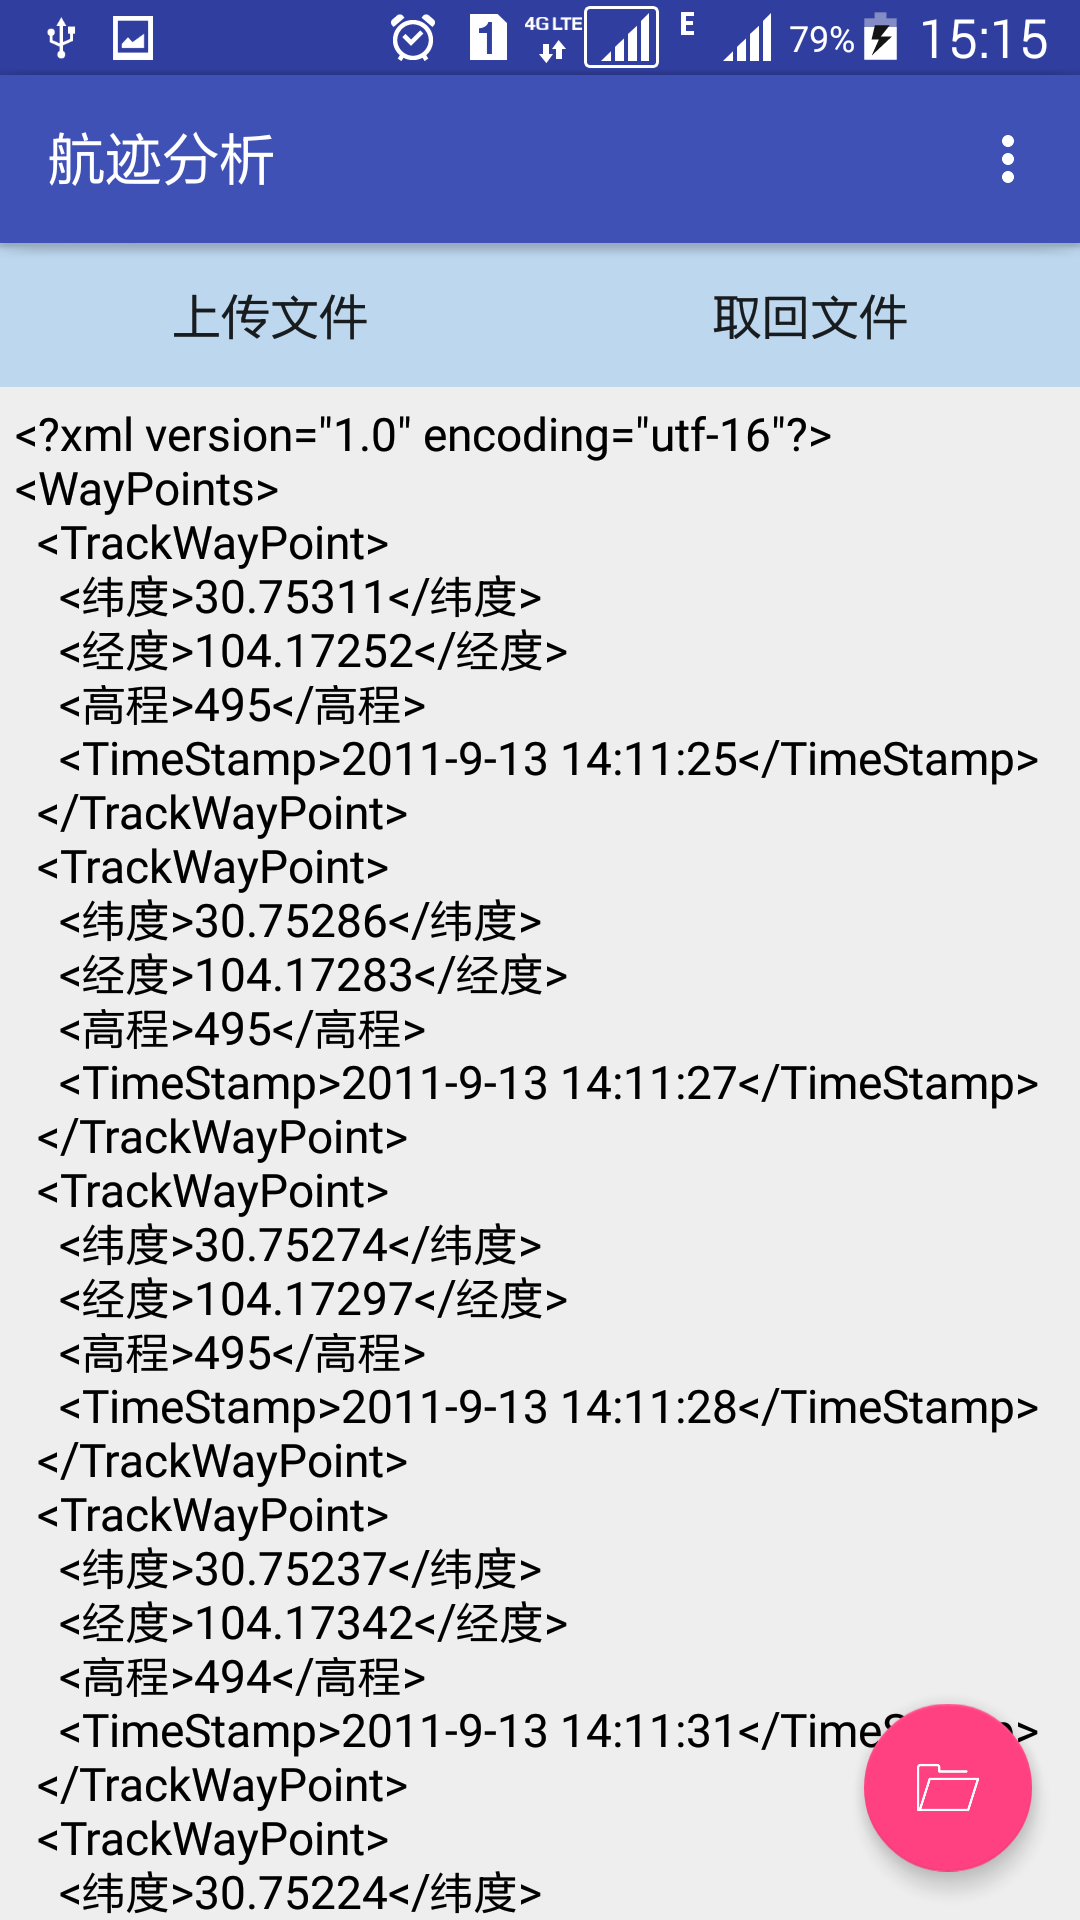 1 4G LTE E 79% 15:15
航迹分析
上传文件 取回文件
<?xml version="1.0" encoding="utf-16"?>
<WayPoints>
<TrackWayPoint>
<纬度>30.75311</纬度>
<经度>104.17252</经度>
<高程>495</高程>
<TimeStamp>2011-9-13 14:11:25</TimeStamp>
</TrackWayPoint>
<TrackWayPoint>
<纬度>30.75286</纬度>
<经度>104.17283</经度>
<高程>495</高程>
<TimeStamp>2011-9-13 14:11:27</TimeStamp>
</TrackWayPoint>
<TrackWayPoint>
<纬度>30.75274</纬度>
<经度>104.17297</经度>
<高程>495</高程>
<TimeStamp>2011-9-13 14:11:28</TimeStamp>
</TrackWayPoint>
<TrackWayPoint>
<纬度>30.75237</纬度>
<经度>104.17342</经度>
<高程>494</高程>
<TimeStamp>2011-9-13 14:11:31</TimeStamp>
</TrackWayPoint>
<TrackWayPoint>
<纬度>30.75224</纬度>